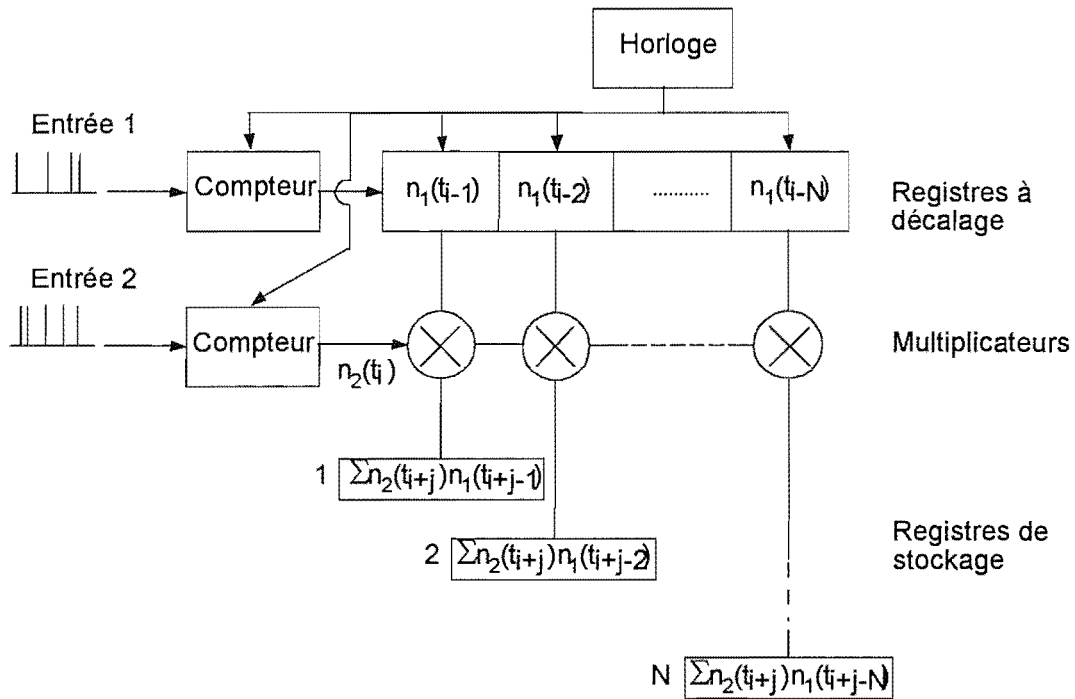 Horloge
Entrée 1
Compteur
n₁(tᵢ₋₁)
n₁(tᵢ₋₂)
..........
n₁(tᵢ₋N)
Registres à
décalage
Entrée 2
Compteur
n₂(tᵢ)
Multiplicateurs
1 Σn₂(tᵢ₊ⱼ)n₁(tᵢ₊ⱼ₋₁)
2 Σn₂(tᵢ₊ⱼ)n₁(tᵢ₊ⱼ₋₂)
Registres de
stockage
N Σn₂(tᵢ₊ⱼ)n₁(tᵢ₊ⱼ₋N)